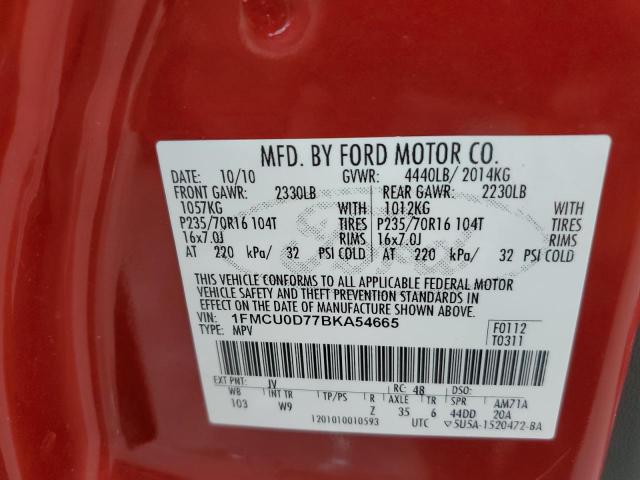 MFD. BY FORD MOTOR CO.
DATE: 10/10 GVWR: 4440LB/ 2014KG
FRONT GAWR: 2330LB REAR GAWR: 2230LB
1057KG WITH 1012KG WITH
P235/70R16 104T TIRES P235/70R16 104T TIRES
16x7.0J RIMS 16x7.0J RIMS
AT 220 kPa/ 32 PSI COLD AT 220 kPa/ 32 PSI COLD
THIS VEHICLE CONFORMS TO ALL APPLICABLE FEDERAL MOTOR
VEHICLE SAFETY AND THEFT PREVENTION STANDARDS IN
EFFECT ON THE DATE OF MANUFACTURE SHOWN ABOVE.
VIN: 1FMCU0D77BKA54665 F0112
TYPE: MPV T0311
EXT PNT: JV RC: 48 DSO:
WB INT TR TP/PS R AXLE TR SPR AM71A
103 W9 Z 35 6 44DD 20A
1201010010593 UTC 5U5A-1520472-BA
Ford